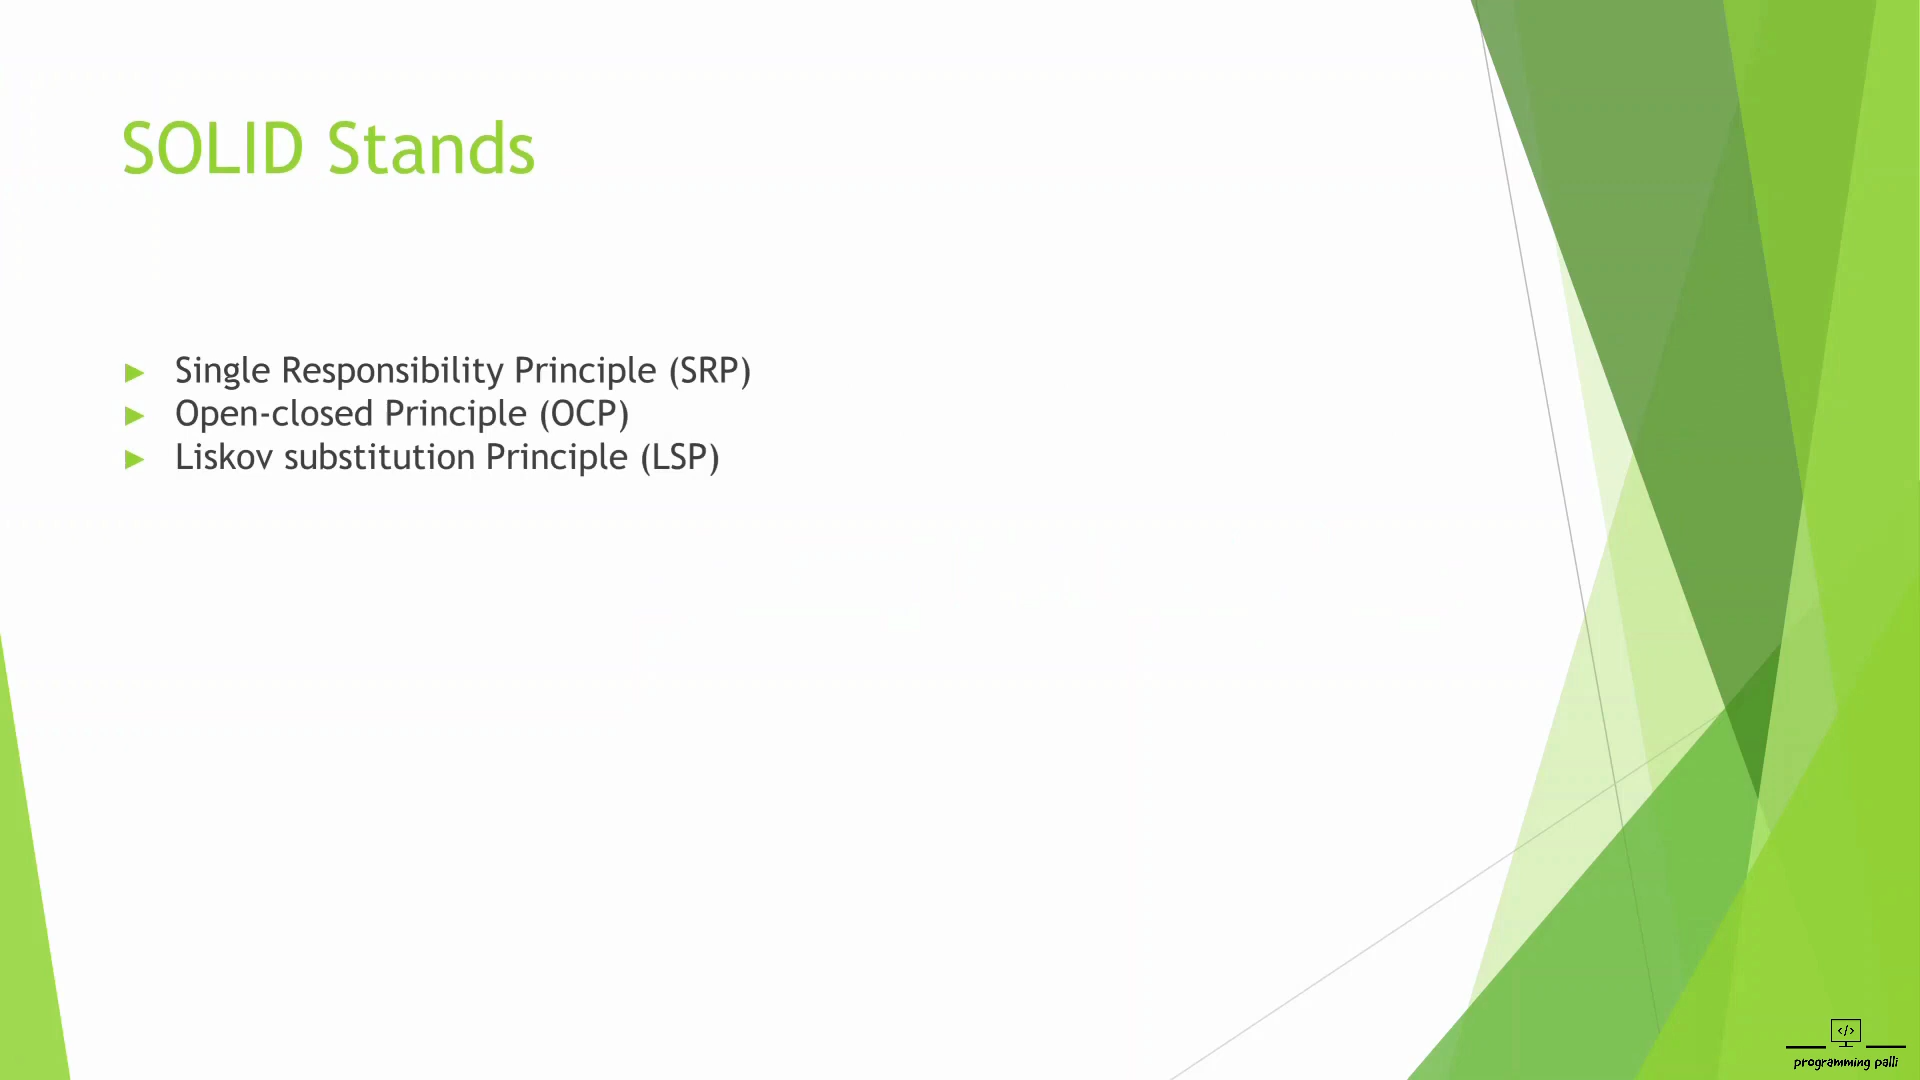 SOLID Stands
► Single Responsibility Principle (SRP)
► Open-closed Principle (OCP)
► Liskov substitution Principle (LSP)
</>
programming palli